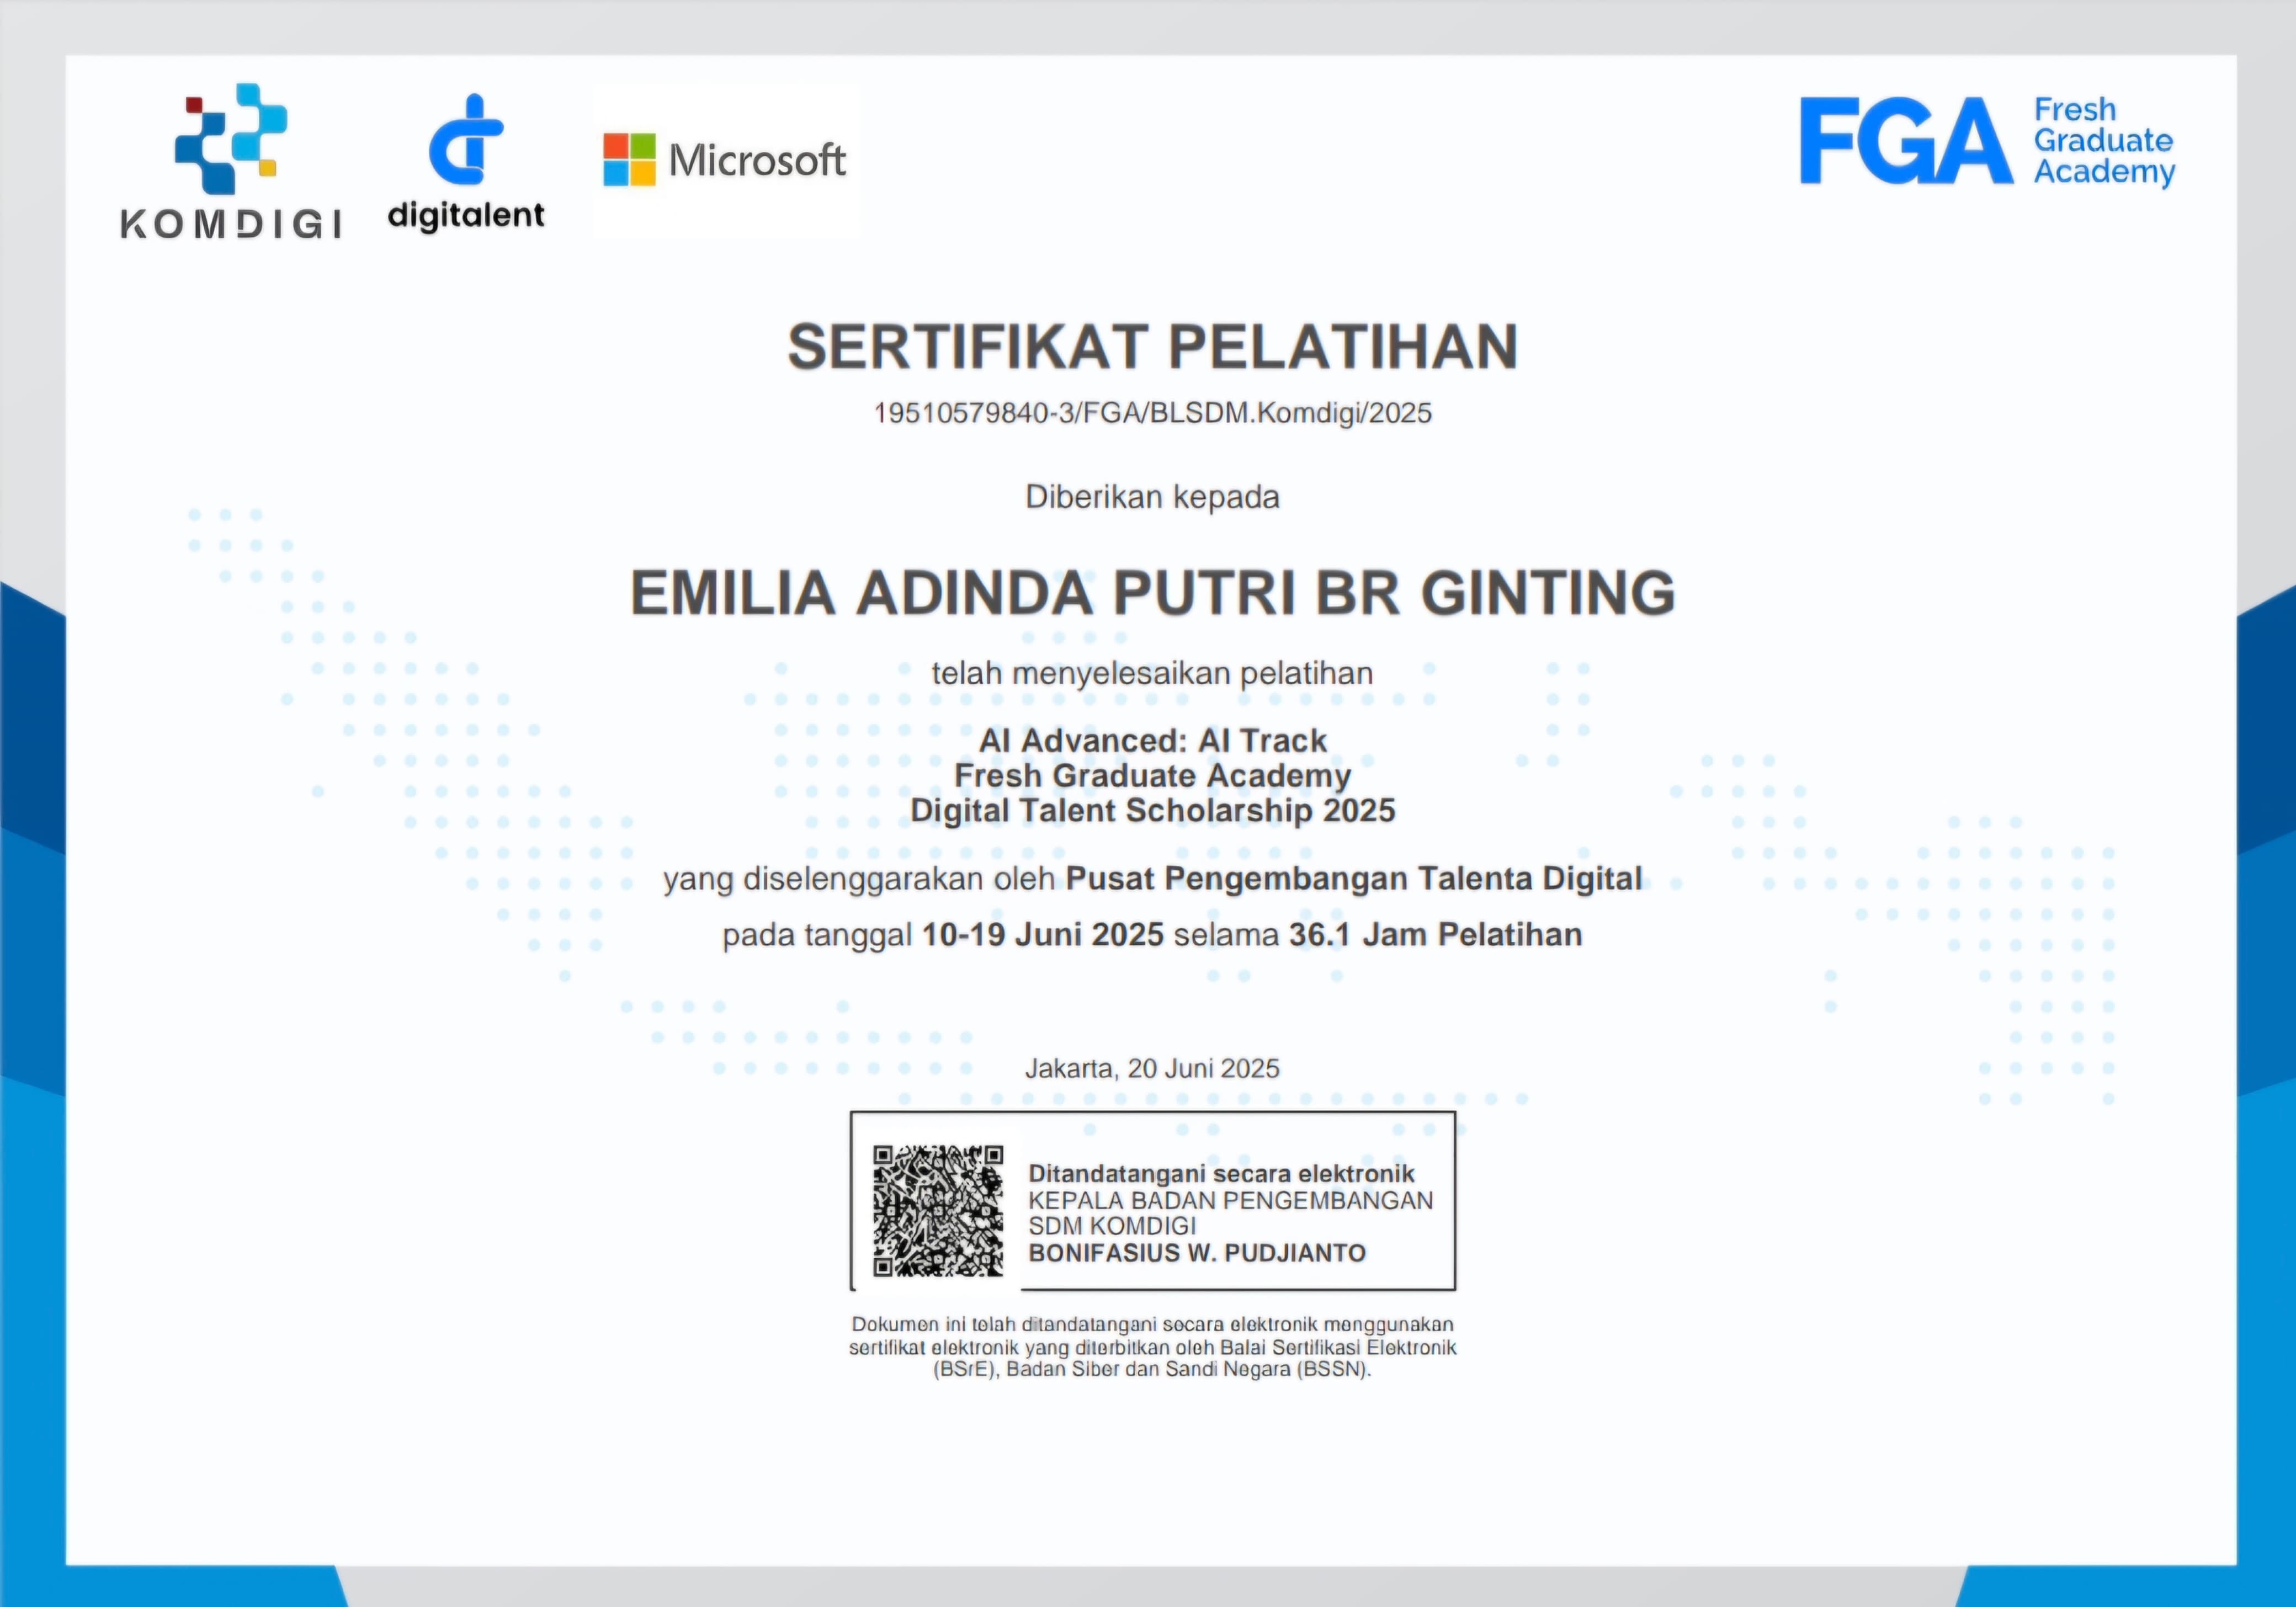 KOMDIGI
digitalent
Microsoft
FGA
Fresh
Graduate
Academy
SERTIFIKAT PELATIHAN
19510579840-3/FGA/BLSDM.Komdigi/2025
Diberikan kepada
EMILIA ADINDA PUTRI BR GINTING
telah menyelesaikan pelatihan
AI Advanced: AI Track
Fresh Graduate Academy
Digital Talent Scholarship 2025
yang diselenggarakan oleh Pusat Pengembangan Talenta Digital
pada tanggal 10-19 Juni 2025 selama 36.1 Jam Pelatihan
Jakarta, 20 Juni 2025
Ditandatangani secara elektronik
KEPALA BADAN PENGEMBANGAN
SDM KOMDIGI
BONIFASIUS W. PUDJIANTO
Dokumen ini telah ditandatangani secara elektronik menggunakan
sertifikat elektronik yang diterbitkan oleh Balai Sertifikasi Elektronik
(BSrE), Badan Siber dan Sandi Negara (BSSN).